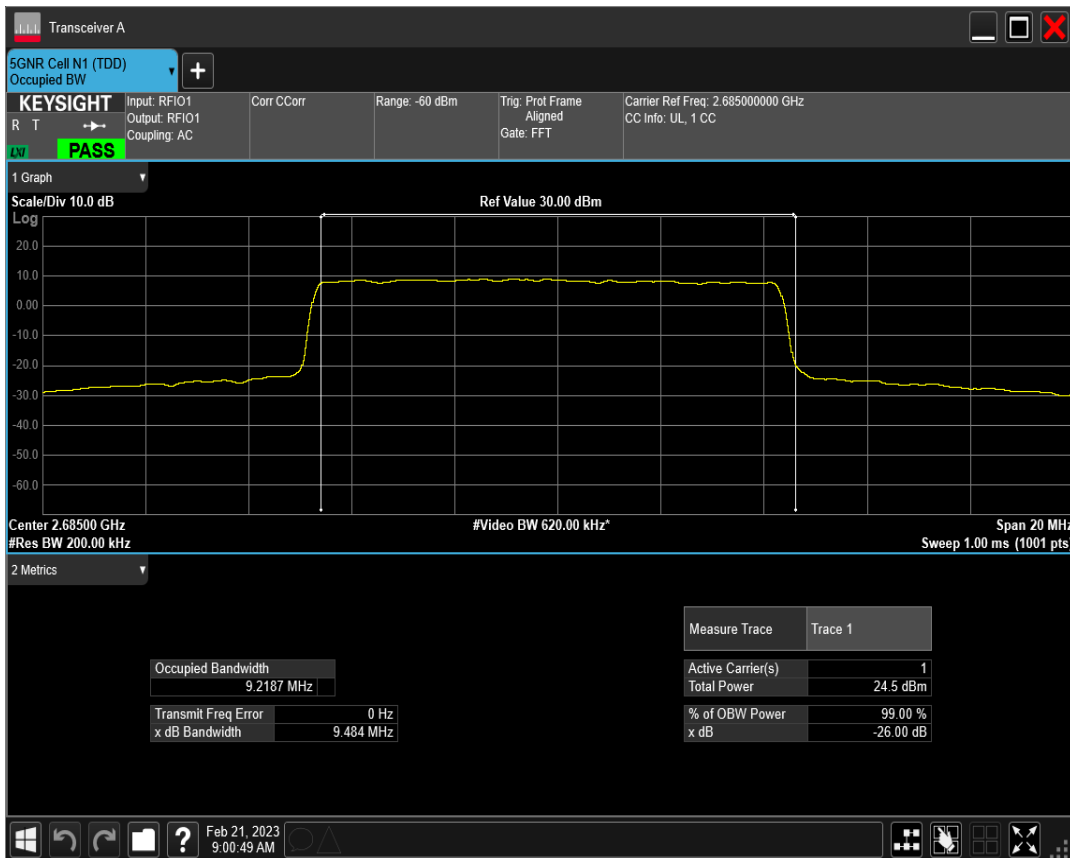 Transceiver A
5GNR Cell N1 (TDD)
Occupied BW
+
KEYSIGHT
R T
LXI
PASS
Input: RFIO1
Output: RFIO1
Coupling: AC
Corr CCorr
Range: -60 dBm
Trig: Prot Frame
Aligned
Gate: FFT
Carrier Ref Freq: 2.685000000 GHz
CC Info: UL, 1 CC
1 Graph
Scale/Div 10.0 dB
Ref Value 30.00 dBm
Log
20.0
10.0
0.00
-10.0
-20.0
-30.0
-40.0
-50.0
-60.0
Center 2.68500 GHz
#Video BW 620.00 kHz*
Span 20 MHz
#Res BW 200.00 kHz
Sweep 1.00 ms (1001 pts)
2 Metrics
Measure Trace Trace 1
Occupied Bandwidth
9.2187 MHz
Active Carrier(s) 1
Total Power 24.5 dBm
Transmit Freq Error 0 Hz
x dB Bandwidth 9.484 MHz
% of OBW Power 99.00 %
x dB -26.00 dB
?
Feb 21, 2023
9:00:49 AM